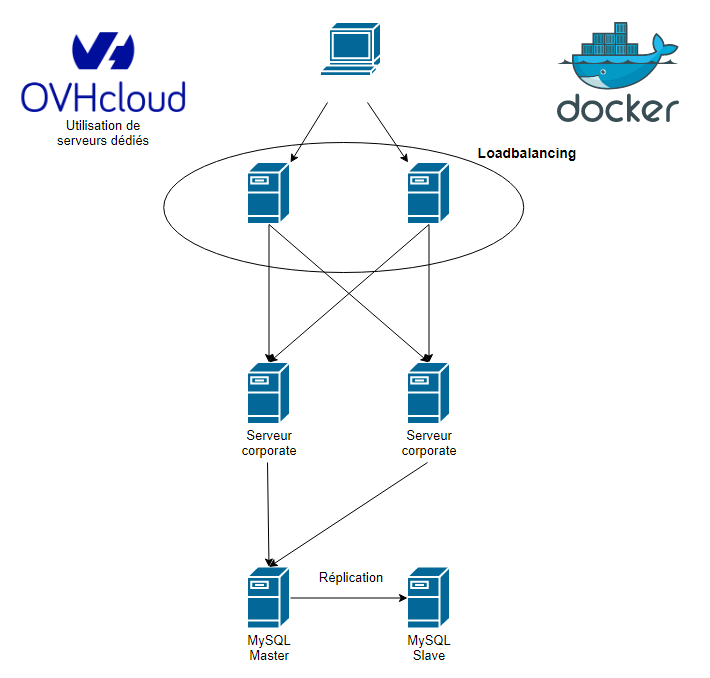 OVHcloud
Utilisation de
serveurs dédiés
docker
Loadbalancing
Serveur
corporate
Serveur
corporate
Réplication
MySQL
Master
MySQL
Slave